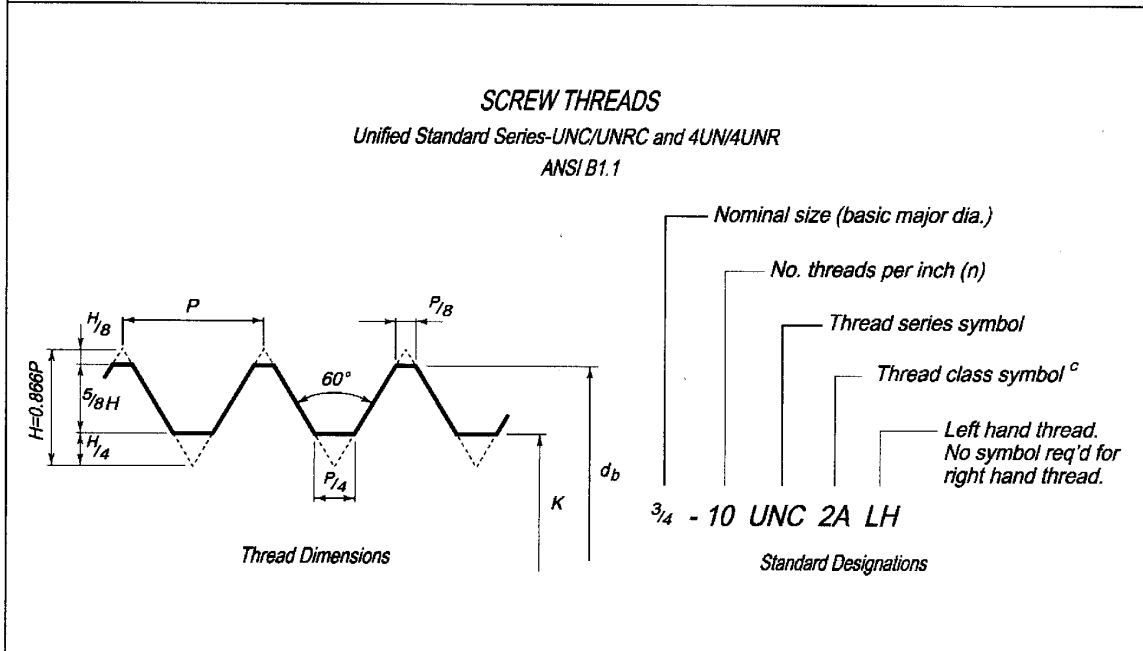 SCREW THREADS
Unified Standard Series-UNC/UNRC and 4UN/4UNR
ANSI B1.1
Nominal size (basic major dia.)
No. threads per inch (n)
Thread series symbol
Thread class symbol c
Left hand thread.
No symbol req'd for
right hand thread.
3/4 - 10 UNC 2A LH
Standard Designations
H/8
P
P/8
H=0.866P
5/8H
60°
H/4
P/4
K
db
Thread Dimensions